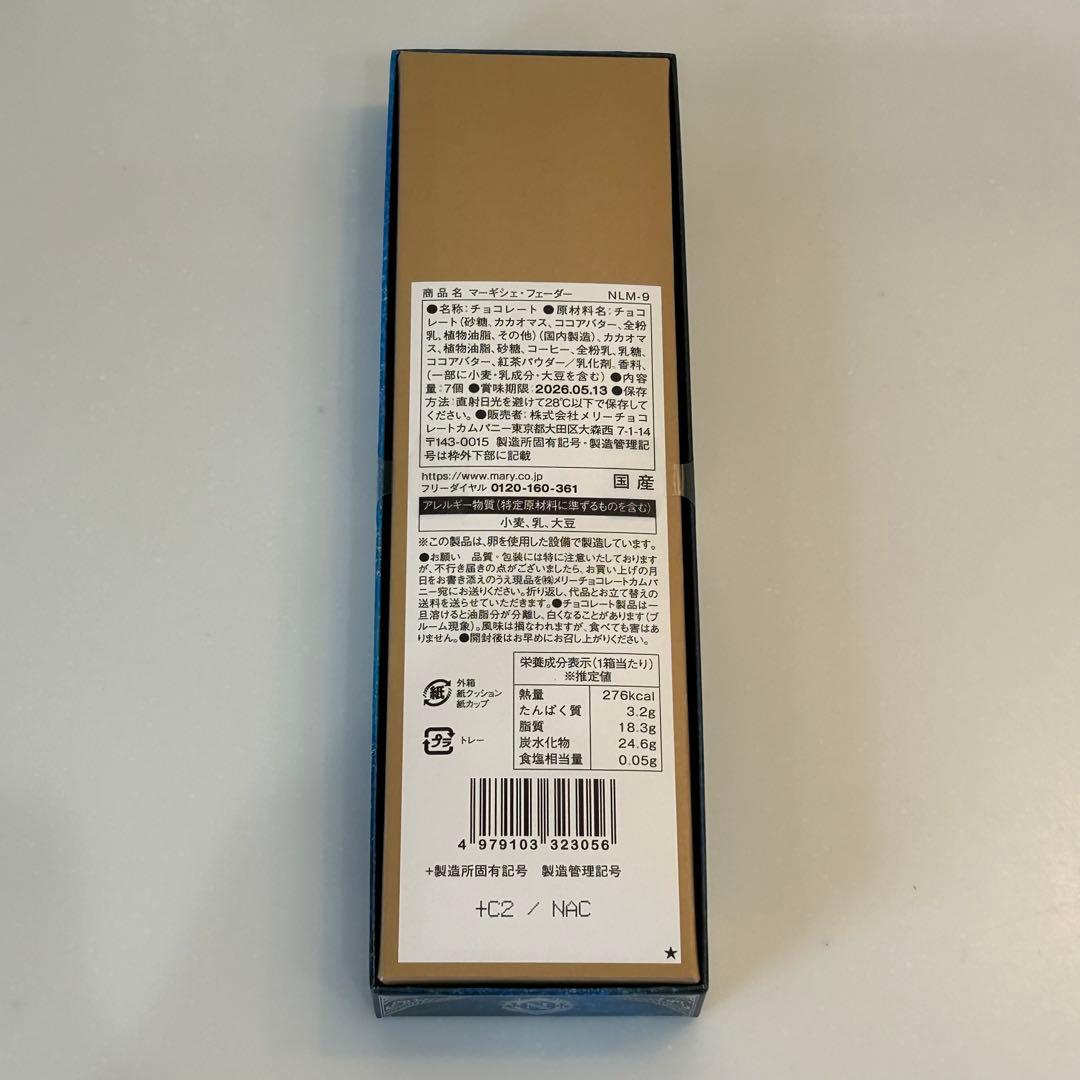 商品名 マーギシェ・フェーダー NLM-9
●名称:チョコレート ●原材料名:チョコ
レート(砂糖、カカオマス、ココアバター、全粉
乳、植物油脂、その他)(国内製造)、カカオマ
ス、植物油脂、砂糖、コーヒー、全粉乳、乳糖、
ココアバター、紅茶パウダー/乳化剤、香料、
(一部に小麦・乳成分・大豆を含む) ●内容
量:7個 ●賞味期限:2026.05.13 ●保存
方法:直射日光を避けて28℃以下で保存して
ください。●販売者:株式会社メリーチョコ
レートカムパニー東京都大田区大森西 7-1-14
〒143-0015 製造所固有記号・製造管理記
号は枠外下部に記載
https://www.mary.co.jp
フリーダイヤル 0120-160-361
国産
アレルギー物質(特定原材料に準ずるものを含む)
小麦、乳、大豆
※この製品は、卵を使用した設備で製造しています。
●お願い 品質・包装には特に注意いたしております
が、不行き届きの点がございましたら、お買い上げの月
日をお書き添えのうえ現品を㈱メリーチョコレートカムパ
ニー宛にお送りください。折り返し、代品とお立て替えの
送料を送らせていただきます。●チョコレート製品は一
旦溶けると油脂分が分離し、白くなることがあります(ブ
ルーム現象)。風味は損なわれますが、食べても害はあ
りません。●開封後はお早めにお召し上がりください。
紙
外箱
紙クッション
紙カップ
プラ
トレー
栄養成分表示(1箱当たり)
※推定値
熱量 276kcal
たんぱく質 3.2g
脂質 18.3g
炭水化物 24.6g
食塩相当量 0.05g
4 979103 323056
+製造所固有記号 製造管理記号
+C2 / NAC
★